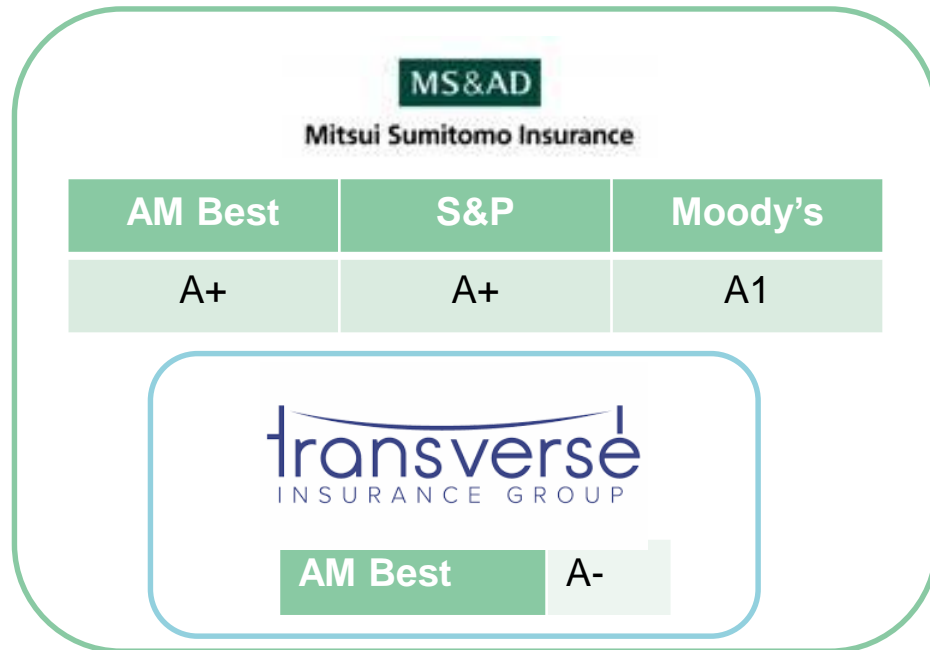 MS&AD
Mitsui Sumitomo Insurance
AM Best S&P Moody’s
A+ A+ A1
transverse
INSURANCE GROUP
AM Best A-